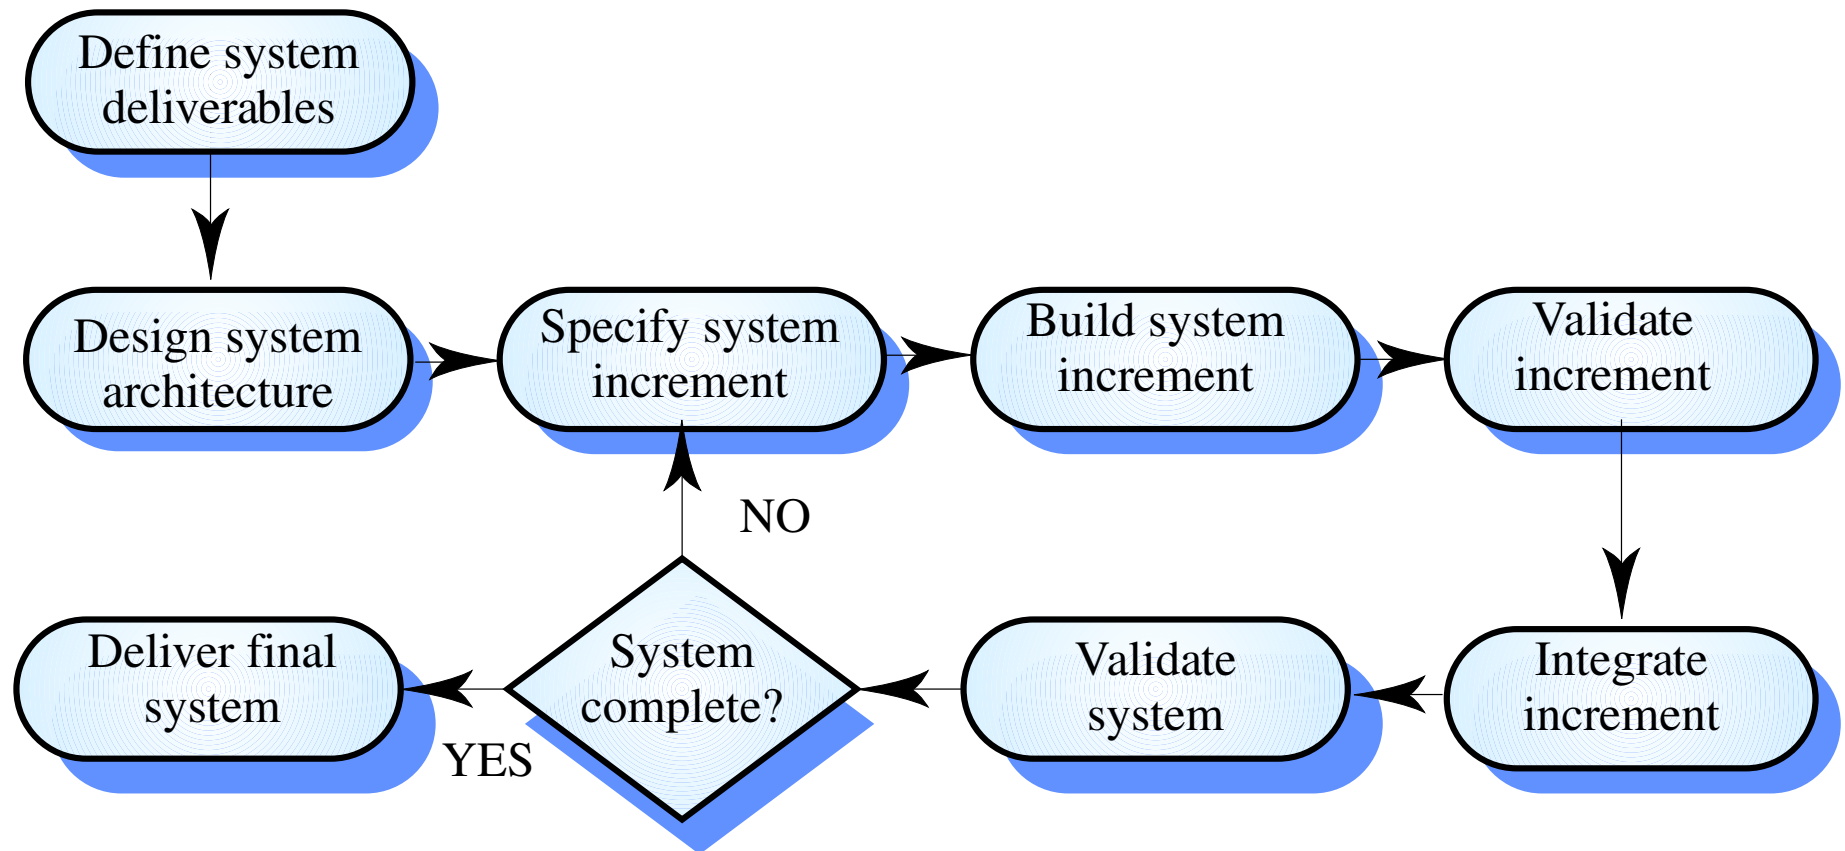 Define system
deliverables
Design system
architecture
Specify system
increment
Build system
increment
Validate
increment
NO
Deliver final
system
YES
System
complete?
Validate
system
Integrate
increment